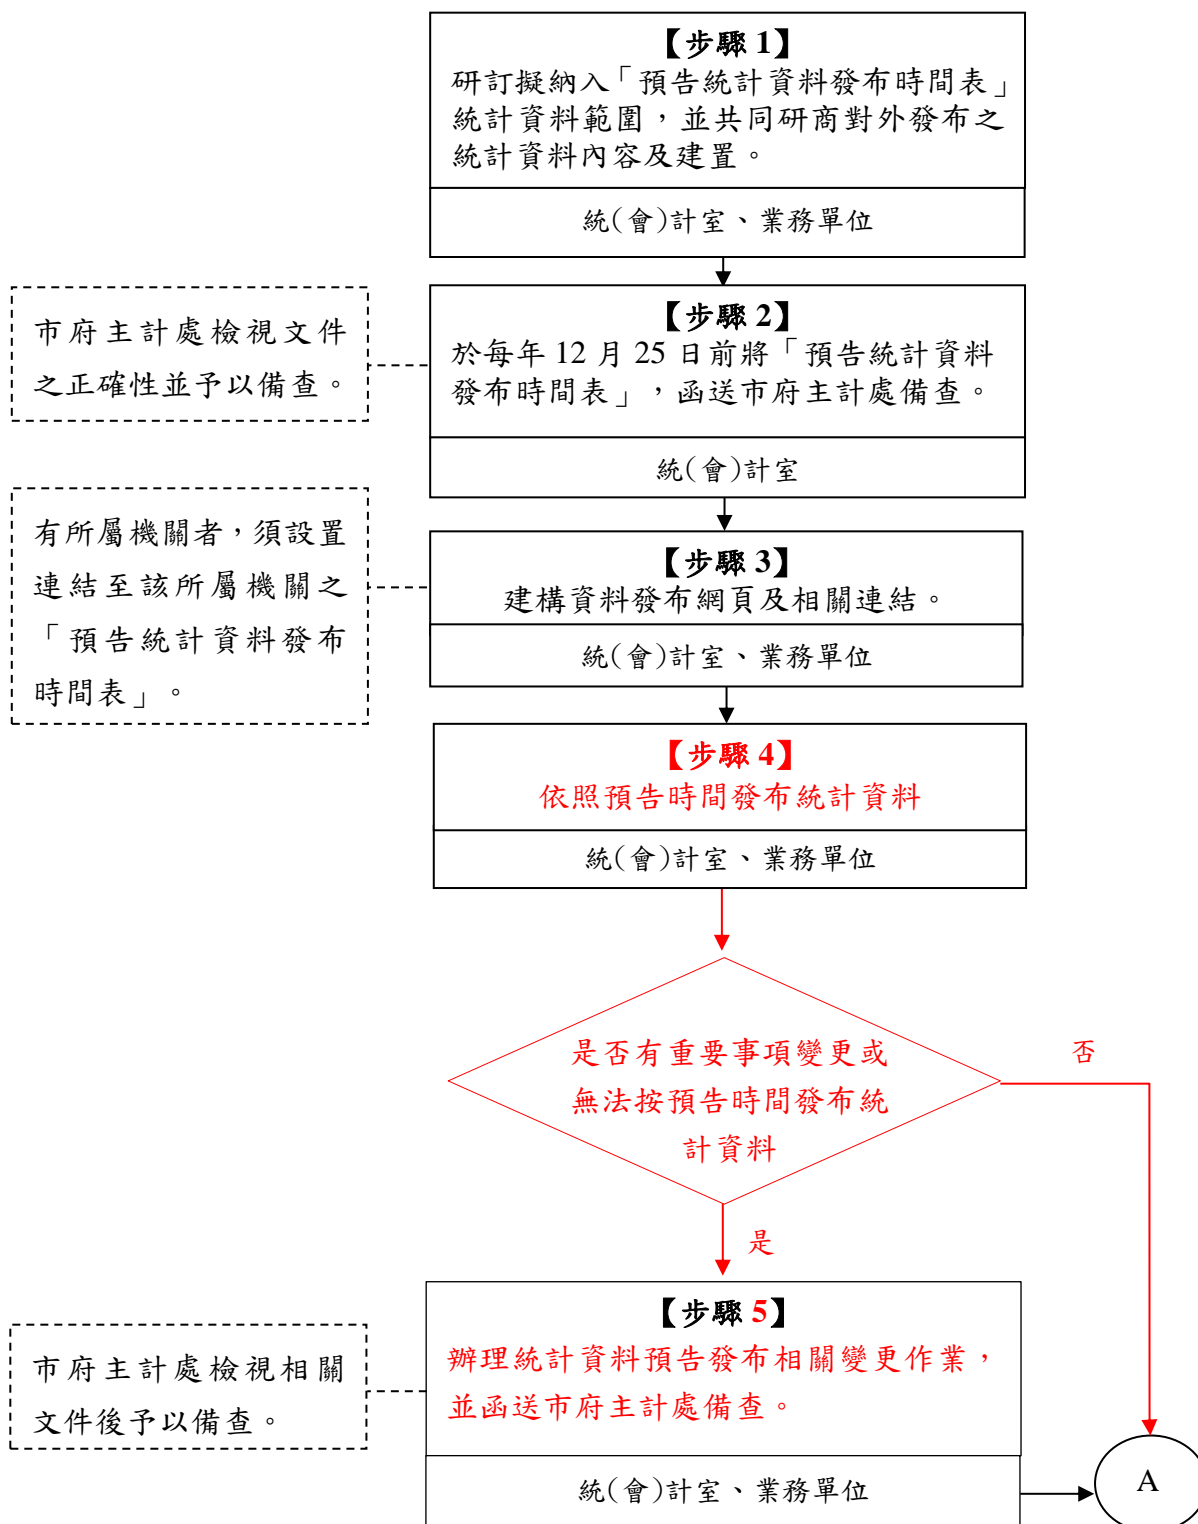 【步驟 1】
研訂擬納入「預告統計資料發布時間表」
統計資料範圍，並共同研商對外發布之
統計資料內容及建置。
統(會)計室、業務單位
市府主計處檢視文件
之正確性並予以備查。
【步驟 2】
於每年 12 月 25 日前將「預告統計資料
發布時間表」，函送市府主計處備查。
統(會)計室
有所屬機關者，須設置
連結至該所屬機關之
「預告統計資料發布
時間表」。
【步驟 3】
建構資料發布網頁及相關連結。
統(會)計室、業務單位
【步驟 4】
依照預告時間發布統計資料
統(會)計室、業務單位
是否有重要事項變更或
無法按預告時間發布統
計資料
否
是
【步驟 5】
辦理統計資料預告發布相關變更作業，
並函送市府主計處備查。
市府主計處檢視相關
文件後予以備查。
統(會)計室、業務單位
A